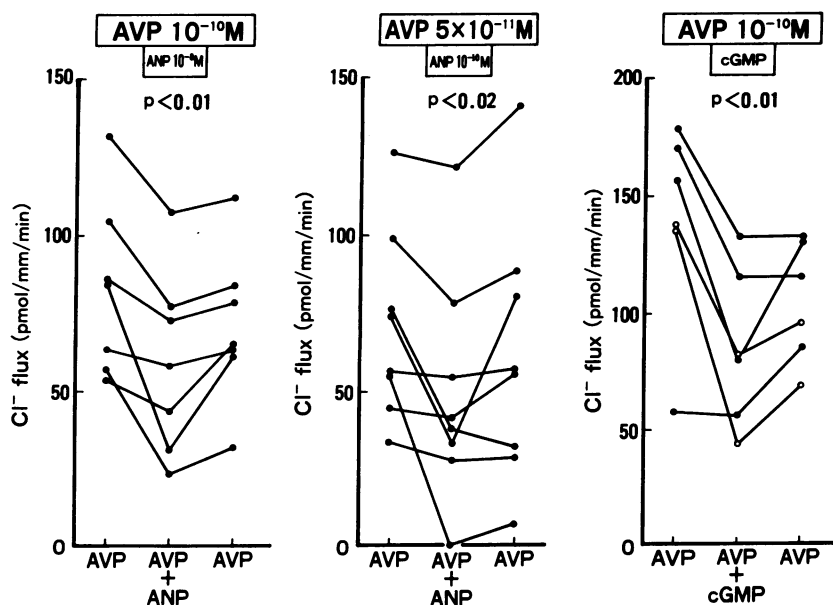 AVP 10⁻¹⁰M
ANP
p<0.01
150
100
50
0
Cl⁻ flux (pmol/mm/min)
AVP AVP AVP
+
ANP
AVP 5×10⁻¹¹M
ANP 10⁻¹⁰M
p<0.02
150
100
50
0
Cl⁻ flux (pmol/mm/min)
AVP AVP AVP
+
ANP
AVP 10⁻¹⁰M
cGMP
p<0.01
200
150
100
50
0
Cl⁻ flux (pmol/mm/min)
AVP AVP AVP
+
cGMP